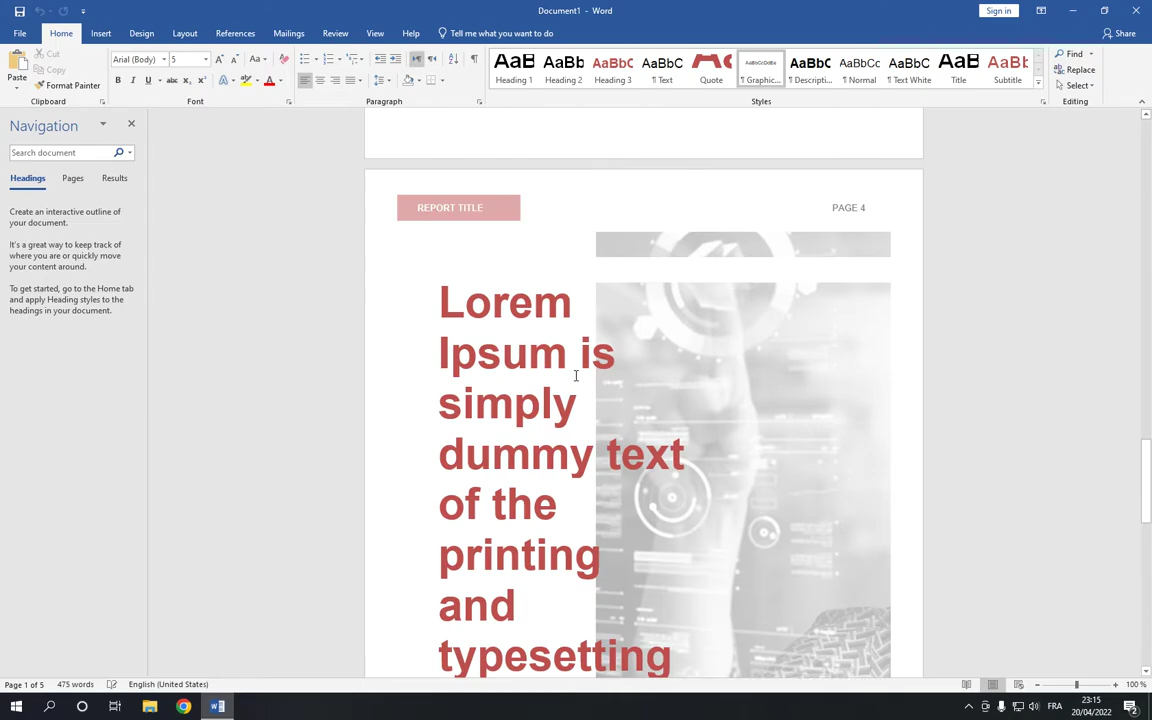 Document1 - Word
Sign in
File Home Insert Design Layout References Mailings Review View Help Tell me what you want to do
Share
Paste
Cut
Copy
Format Painter
Clipboard
Arial (Body) 5
Font
Paragraph
AaB AaBb AaBbC AaBbC AaBbCcDdEe AaBbC AaBbCc AaBbC AaB AaBb
Heading 1 Heading 2 Heading 3 ¶ Text Quote ¶ Graphic... ¶ Descripti... ¶ Normal ¶ Text White Title Subtitle
Styles
Find
Replace
Select
Editing
Navigation
Search document
Headings Pages Results
Create an interactive outline of
your document.
It's a great way to keep track of
where you are or quickly move
your content around.
To get started, go to the Home tab
and apply Heading styles to the
headings in your document.
REPORT TITLE
PAGE 4
Lorem
Ipsum is
simply
dummy text
of the
printing
and
typesetting
Page 1 of 5 475 words English (United States)
100 %
FRA
23:15
20/04/2022
2